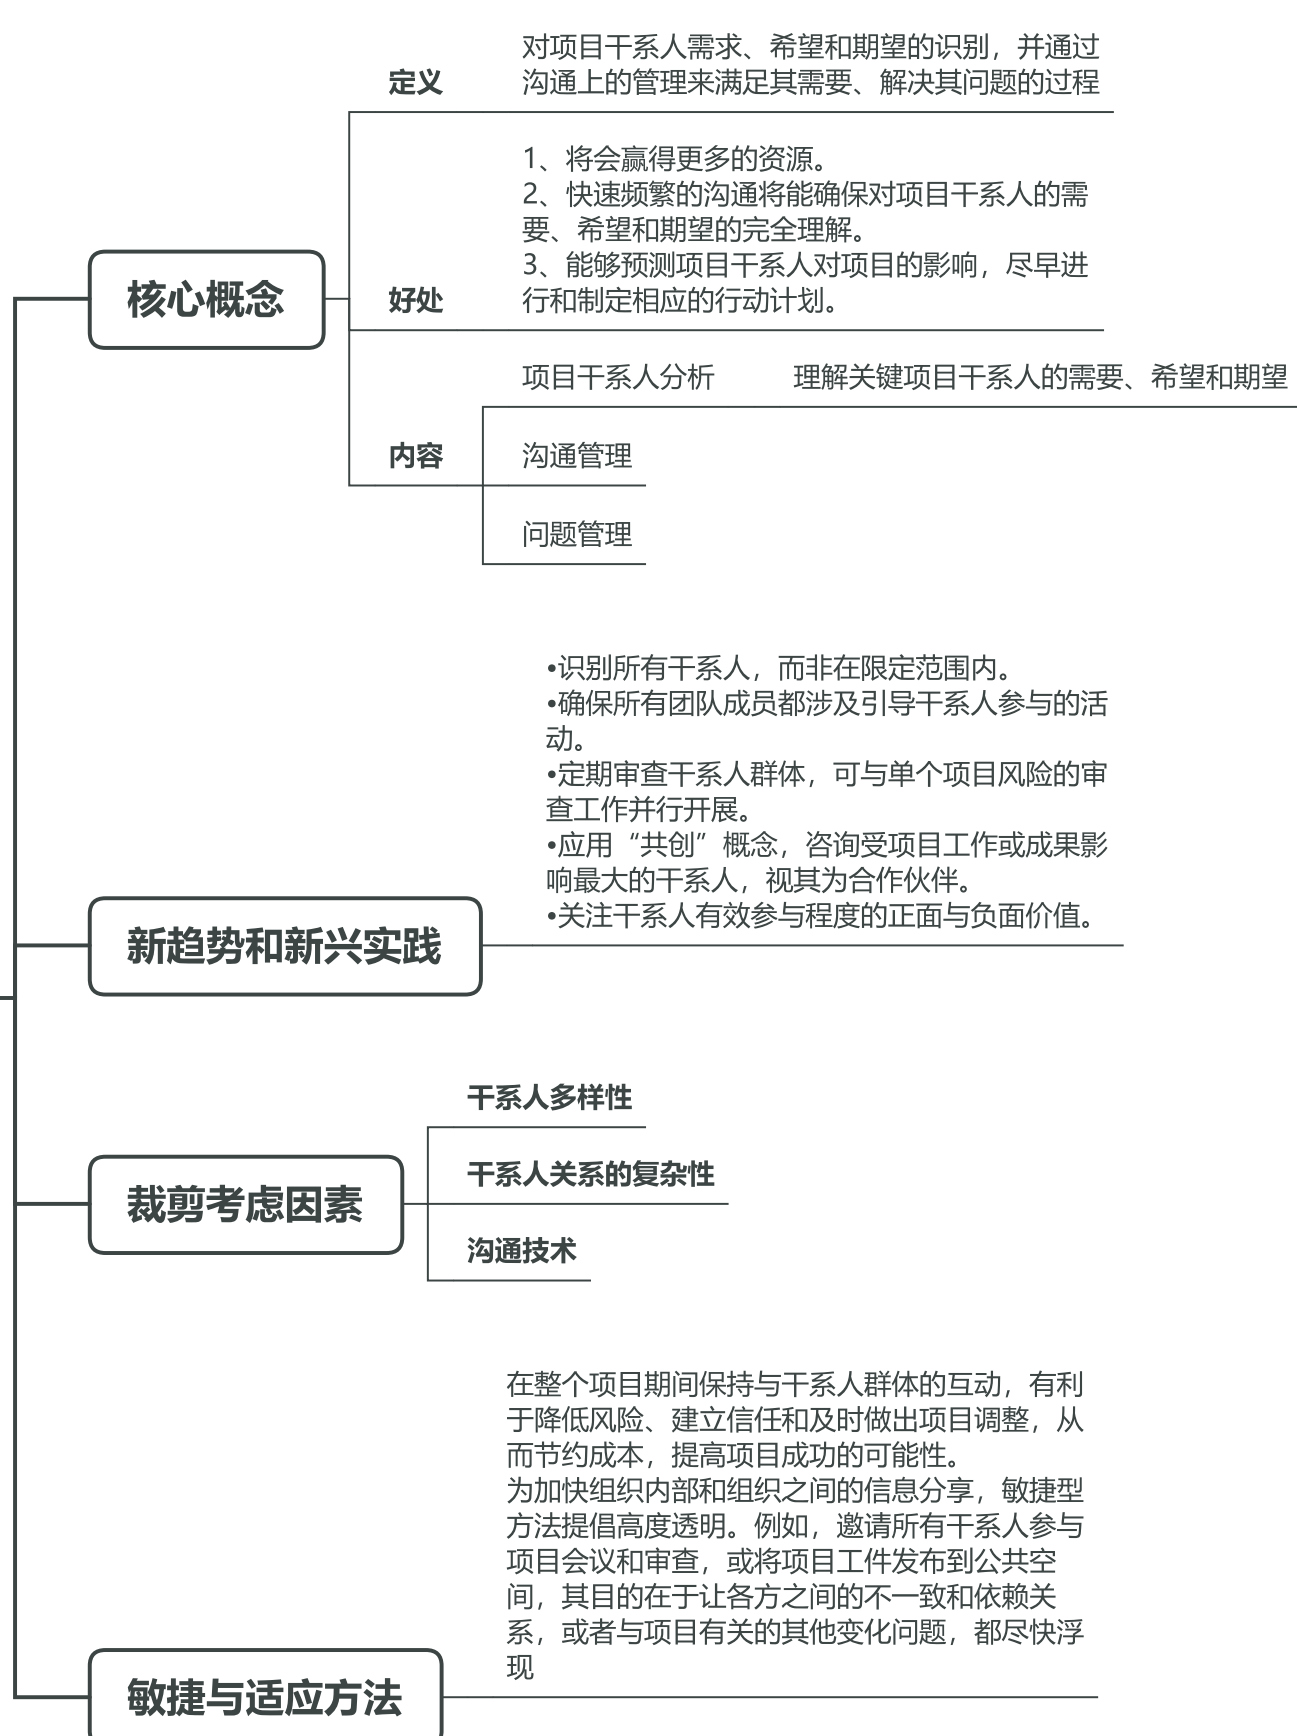 核心概念
定义
对项目干系人需求、希望和期望的识别，并通过
沟通上的管理来满足其需要、解决其问题的过程
好处
1、将会赢得更多的资源。
2、快速频繁的沟通将能确保对项目干系人的需
要、希望和期望的完全理解。
3、能够预测项目干系人对项目的影响，尽早进
行和制定相应的行动计划。
内容
项目干系人分析
理解关键项目干系人的需要、希望和期望
沟通管理
问题管理
新趋势和新兴实践
•识别所有干系人，而非在限定范围内。
•确保所有团队成员都涉及引导干系人参与的活
动。
•定期审查干系人群体，可与单个项目风险的审
查工作并行开展。
•应用“共创”概念，咨询受项目工作或成果影
响最大的干系人，视其为合作伙伴。
•关注干系人有效参与程度的正面与负面价值。
裁剪考虑因素
干系人多样性
干系人关系的复杂性
沟通技术
敏捷与适应方法
在整个项目期间保持与干系人群体的互动，有利
于降低风险、建立信任和及时做出项目调整，从
而节约成本，提高项目成功的可能性。
为加快组织内部和组织之间的信息分享，敏捷型
方法提倡高度透明。例如，邀请所有干系人参与
项目会议和审查，或将项目工件发布到公共空
间，其目的在于让各方之间的不一致和依赖关
系，或者与项目有关的其他变化问题，都尽快浮
现